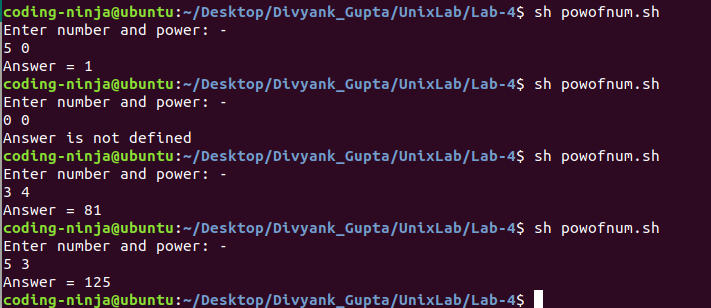 coding-ninja@ubuntu:~/Desktop/Divyank_Gupta/UnixLab/Lab-4$ sh powofnum.sh
Enter number and power: -
5 0
Answer = 1
coding-ninja@ubuntu:~/Desktop/Divyank_Gupta/UnixLab/Lab-4$ sh powofnum.sh
Enter number and power: -
0 0
Answer is not defined
coding-ninja@ubuntu:~/Desktop/Divyank_Gupta/UnixLab/Lab-4$ sh powofnum.sh
Enter number and power: -
3 4
Answer = 81
coding-ninja@ubuntu:~/Desktop/Divyank_Gupta/UnixLab/Lab-4$ sh powofnum.sh
Enter number and power: -
5 3
Answer = 125
coding-ninja@ubuntu:~/Desktop/Divyank_Gupta/UnixLab/Lab-4$